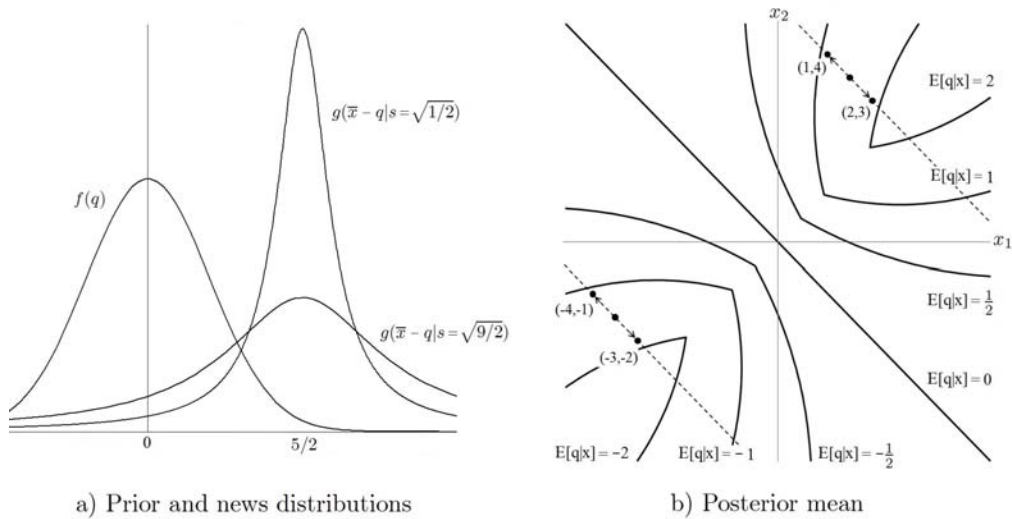 f(q)
g(x̅ − q|s = √1/2)
g(x̅ − q|s = √9/2)
0
5/2
a) Prior and news distributions
x₂
(1,4)
(2,3)
E[q|x] = 2
E[q|x] = 1
x₁
E[q|x] = 1/2
(-4,-1)
(-3,-2)
E[q|x] = 0
E[q|x] = −2
E[q|x] = − 1
E[q|x] = −1/2
b) Posterior mean